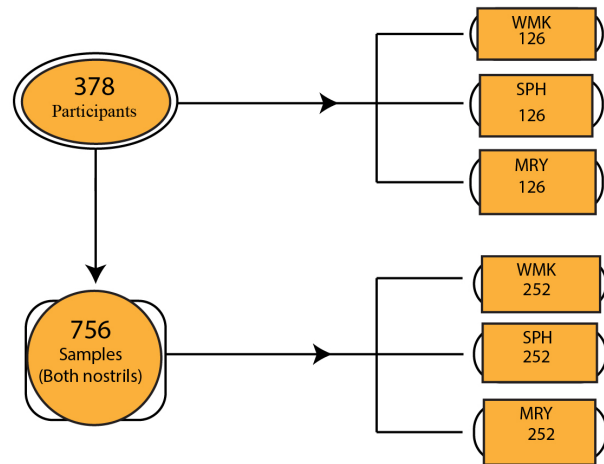 378
Participants
WMK
126
SPH
126
MRY
126
756
Samples
(Both nostrils)
WMK
252
SPH
252
MRY
252